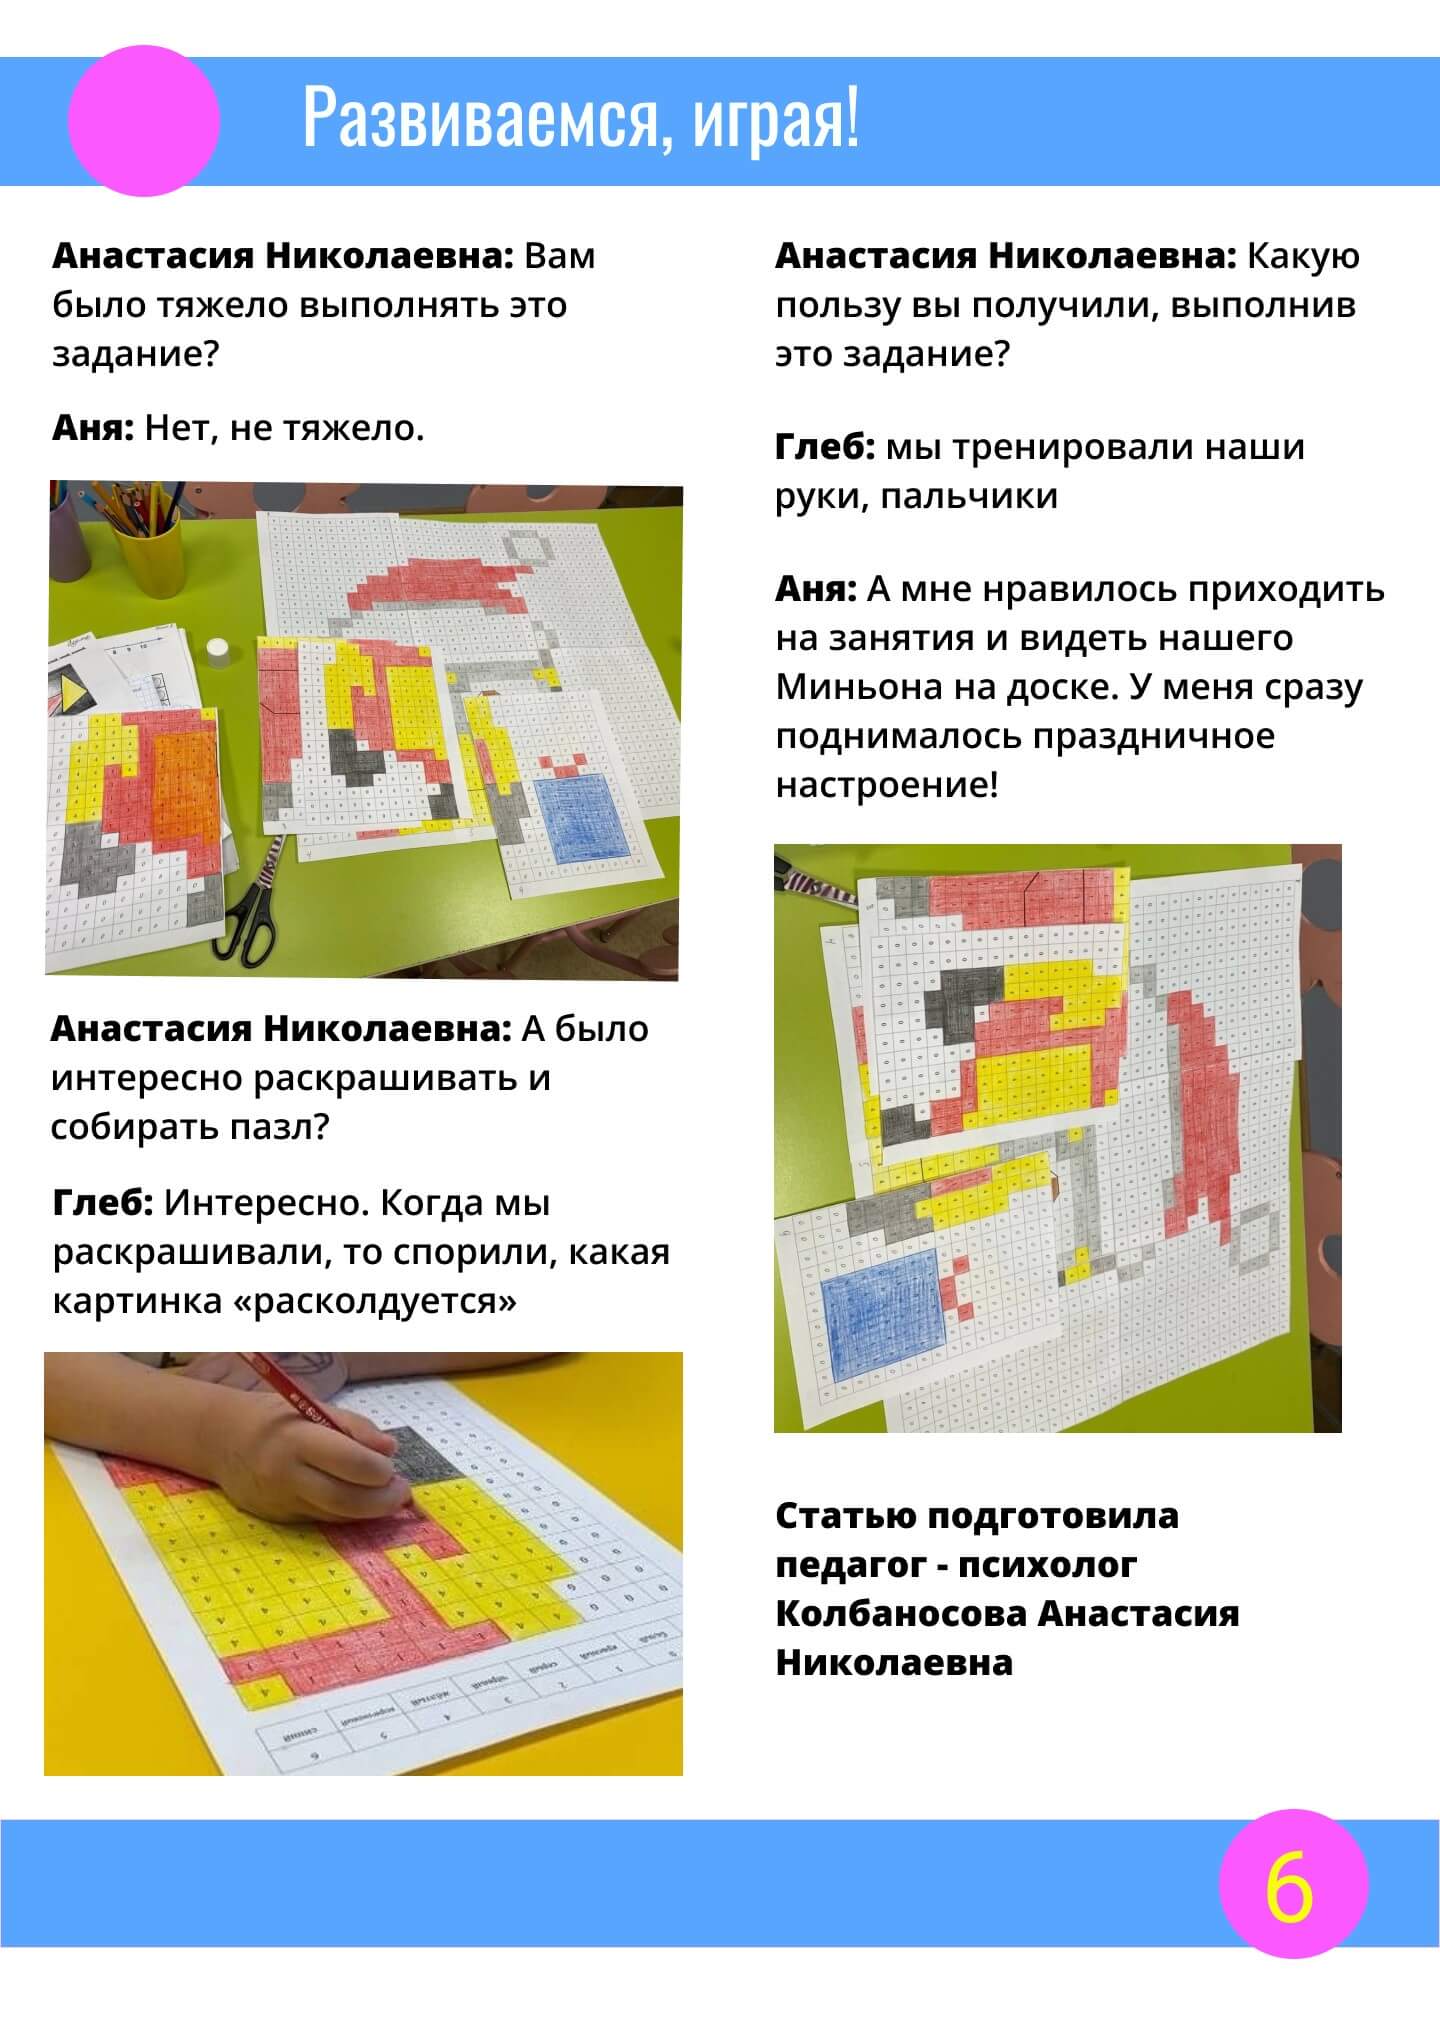 Развиваемся, играя!
Анастасия Николаевна: Вам
было тяжело выполнять это
задание?
Аня: Нет, не тяжело.
Анастасия Николаевна: А было
интересно раскрашивать и
собирать пазл?
Глеб: Интересно. Когда мы
раскрашивали, то спорили, какая
картинка «расколдуется»
Анастасия Николаевна: Какую
пользу вы получили, выполнив
это задание?
Глеб: мы тренировали наши
руки, пальчики
Аня: А мне нравилось приходить
на занятия и видеть нашего
Миньона на доске. У меня сразу
поднималось праздничное
настроение!
Статью подготовила
педагог - психолог
Колбаносова Анастасия
Николаевна
6